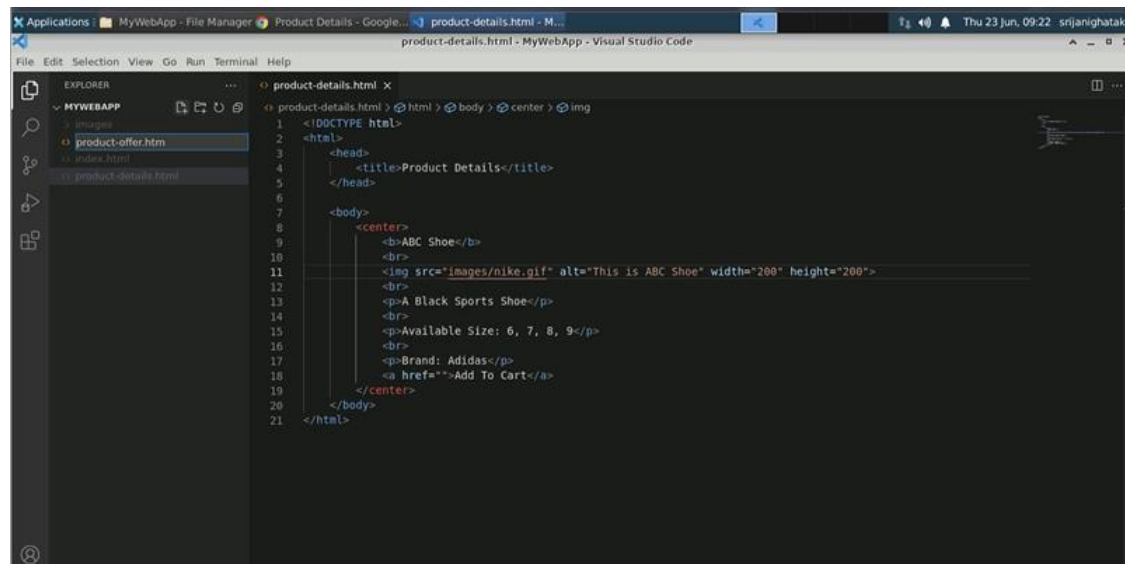 Applications : MyWebApp - File Manager Product Details - Google... product-details.html - M... Thu 23 Jun, 09:22 srijanighatak
product-details.html - MyWebApp - Visual Studio Code
File Edit Selection View Go Run Terminal Help
EXPLORER ...
MYWEBAPP
images
product-offer.htm
index.html
product-details.html
product-details.html
product-details.html > html > body > center > img
1 <!DOCTYPE html>
2 <html>
3 <head>
4 <title>Product Details</title>
5 </head>
6
7 <body>
8 <center>
9 <b>ABC Shoe</b>
10 <br>
11 <img src="images/nike.gif" alt="This is ABC Shoe" width="200" height="200">
12 <br>
13 <p>A Black Sports Shoe</p>
14 <br>
15 <p>Available Size: 6, 7, 8, 9</p>
16 <br>
17 <p>Brand: Adidas</p>
18 <a href="">Add To Cart</a>
19 </center>
20 </body>
21 </html>